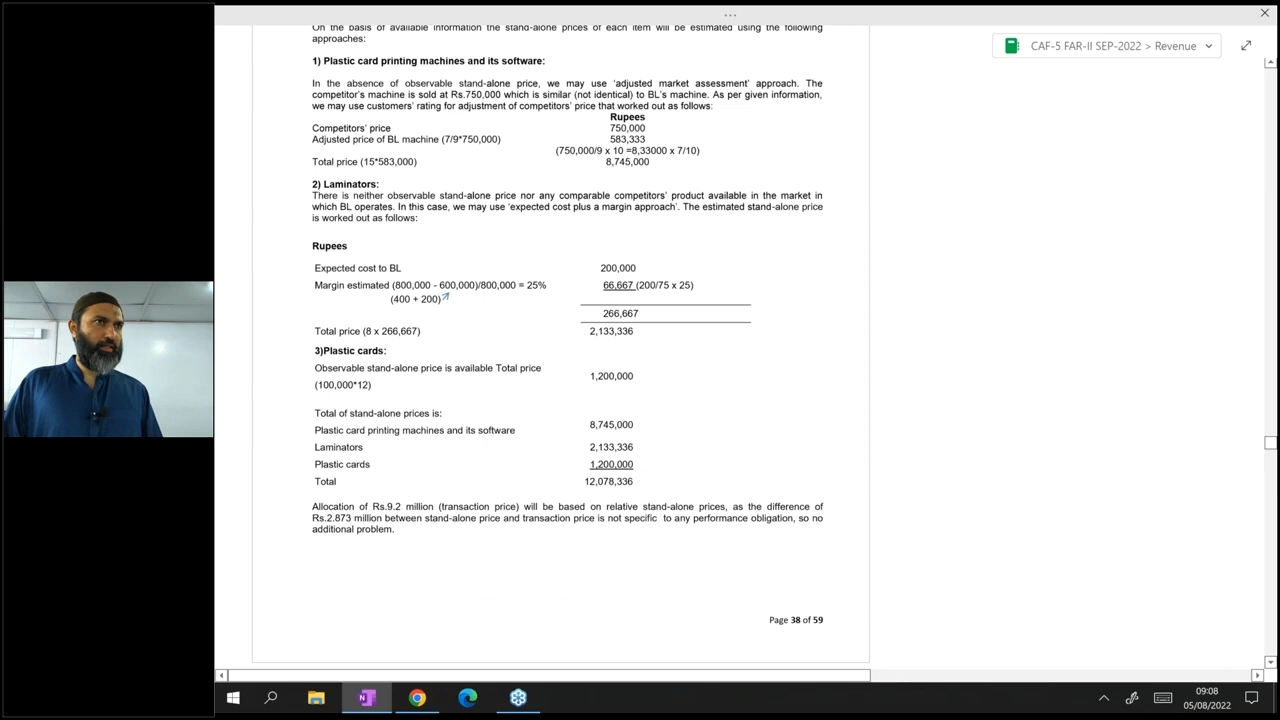 CAF-5 FAR-II SEP-2022 > Revenue
On the basis of available information the stand-alone prices of each item will be estimated using the following
approaches:
1) Plastic card printing machines and its software:
In the absence of observable stand-alone price, we may use 'adjusted market assessment' approach. The
competitor's machine is sold at Rs.750,000 which is similar (not identical) to BL's machine. As per given information,
we may use customers' rating for adjustment of competitors' price that worked out as follows:
Rupees
Competitors' price 750,000
Adjusted price of BL machine (7/9*750,000) 583,333
(750,000/9 x 10 =8,33000 x 7/10)
Total price (15*583,000) 8,745,000
2) Laminators:
There is neither observable stand-alone price nor any comparable competitors' product available in the market in
which BL operates. In this case, we may use 'expected cost plus a margin approach'. The estimated stand-alone price
is worked out as follows:
Rupees
Expected cost to BL 200,000
Margin estimated (800,000 - 600,000)/800,000 = 25% 66,667 (200/75 x 25)
(400 + 200)
266,667
Total price (8 x 266,667) 2,133,336
3)Plastic cards:
Observable stand-alone price is available Total price
(100,000*12) 1,200,000
Total of stand-alone prices is:
Plastic card printing machines and its software 8,745,000
Laminators 2,133,336
Plastic cards 1,200,000
Total 12,078,336
Allocation of Rs.9.2 million (transaction price) will be based on relative stand-alone prices, as the difference of
Rs.2.873 million between stand-alone price and transaction price is not specific to any performance obligation, so no
additional problem.
Page 38 of 59
09:08
05/08/2022